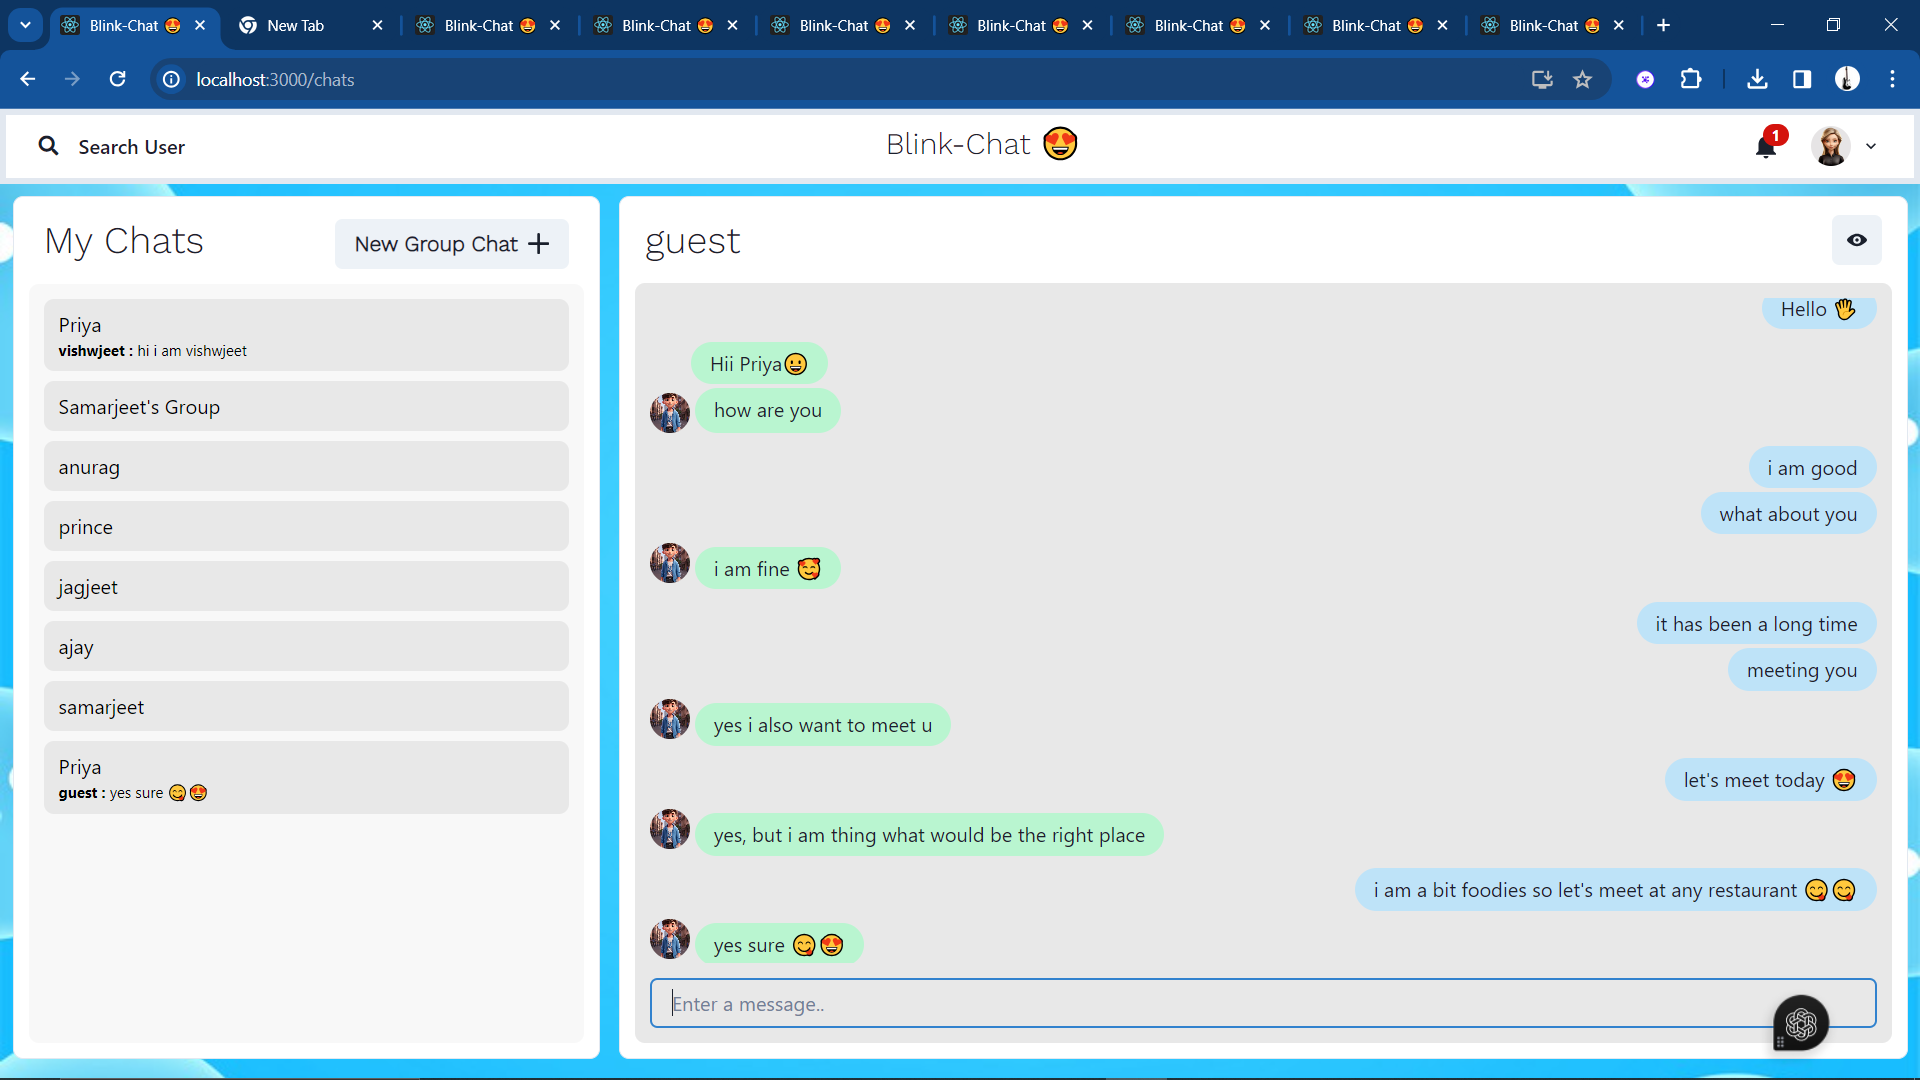 Blink-Chat 😍
New Tab
Blink-Chat 😍
Blink-Chat 😍
Blink-Chat 😍
Blink-Chat 😍
Blink-Chat 😍
Blink-Chat 😍
Blink-Chat 😍
localhost:3000/chats
Search User
Blink-Chat 😍
1
My Chats
New Group Chat +
Priya
vishwjeet : hi i am vishwjeet
Samarjeet's Group
anurag
prince
jagjeet
ajay
samarjeet
Priya
guest : yes sure 😋😍
guest
Hello 👋
Hii Priya😀
how are you
i am good
what about you
i am fine 🥰
it has been a long time
meeting you
yes i also want to meet u
let's meet today 😍
yes, but i am thing what would be the right place
i am a bit foodies so let's meet at any restaurant 😋😋
yes sure 😋😍
Enter a message..